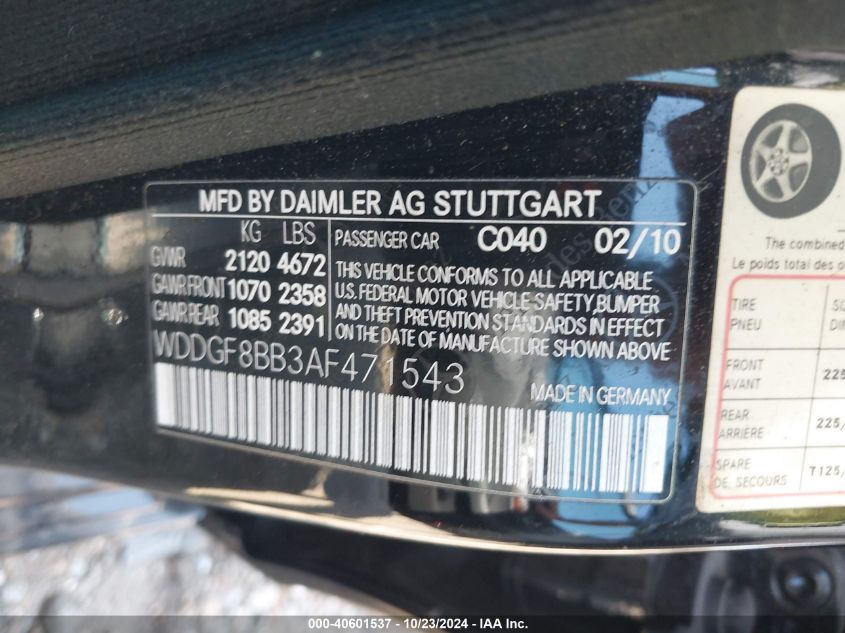 MFD BY DAIMLER AG STUTTGART
KG LBS
GVWR 2120 4672
GAWR FRONT 1070 2358
GAWR REAR 1085 2391
PASSENGER CAR C040 02/10
THIS VEHICLE CONFORMS TO ALL APPLICABLE
U.S. FEDERAL MOTOR VEHICLE SAFETY, BUMPER
AND THEFT PREVENTION STANDARDS IN EFFECT
ON THE DATE OF MANUFACTURE SHOWN ABOVE.
WDDGF8BB3AF471543
MADE IN GERMANY
The combined
Le poids total des o
TIRE
PNEU
FRONT
AVANT 225
REAR
ARRIÈRE 225/
SPARE
DE SECOURS T125/
000-40601537 - 10/23/2024 - IAA Inc.